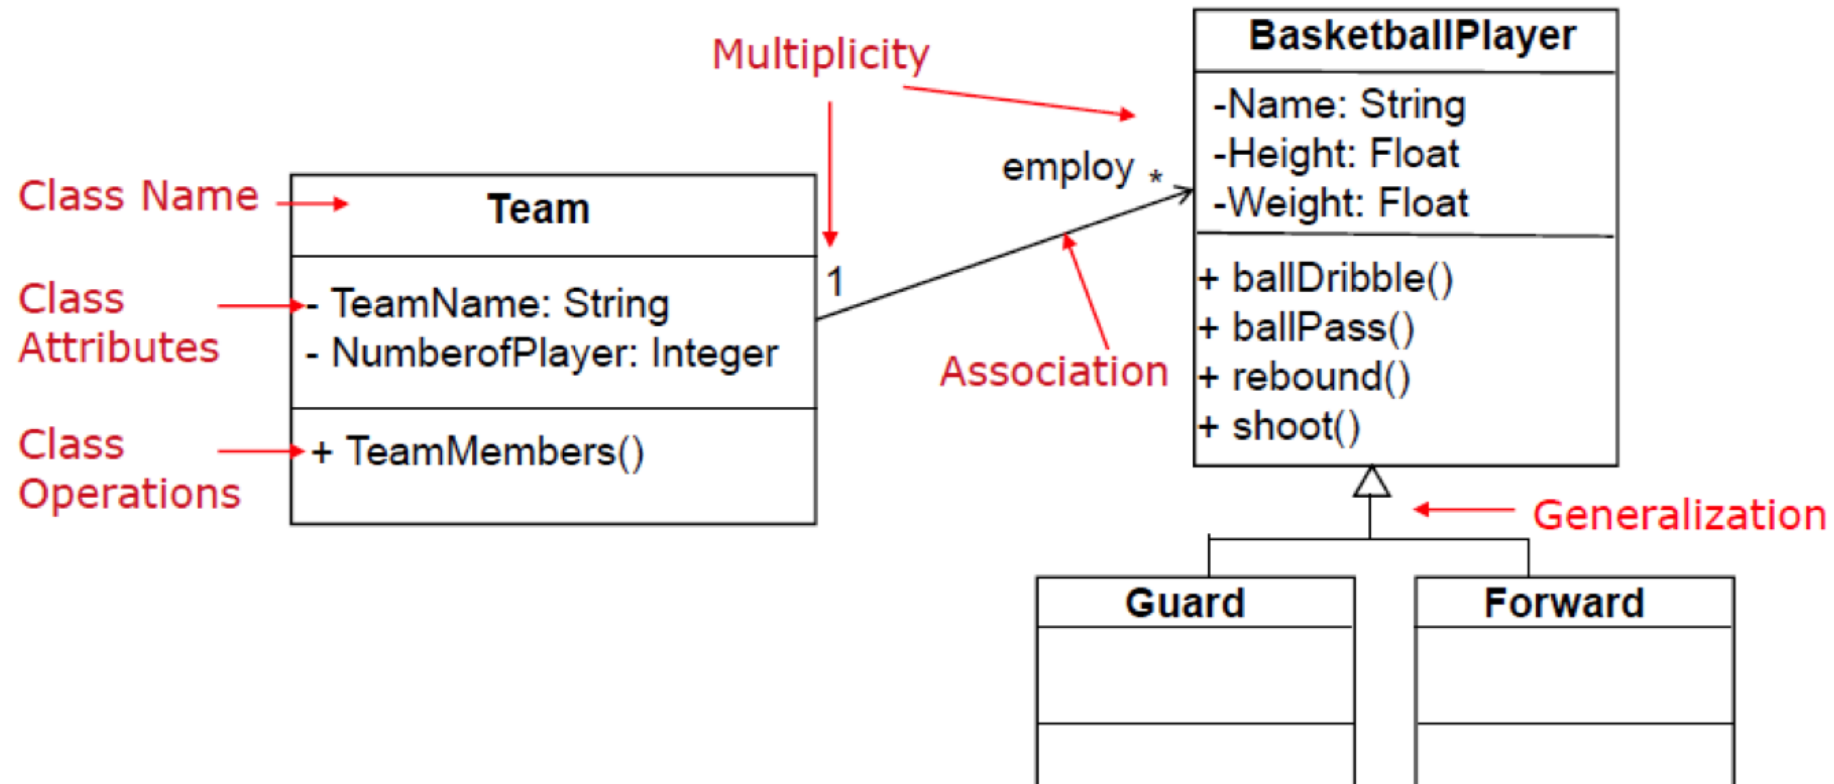 Multiplicity
Class Name
Team
Class
Attributes
- TeamName: String
- NumberofPlayer: Integer
Class
Operations
+ TeamMembers()
1
employ *
Association
BasketballPlayer
-Name: String
-Height: Float
-Weight: Float
+ ballDribble()
+ ballPass()
+ rebound()
+ shoot()
Generalization
Guard
Forward